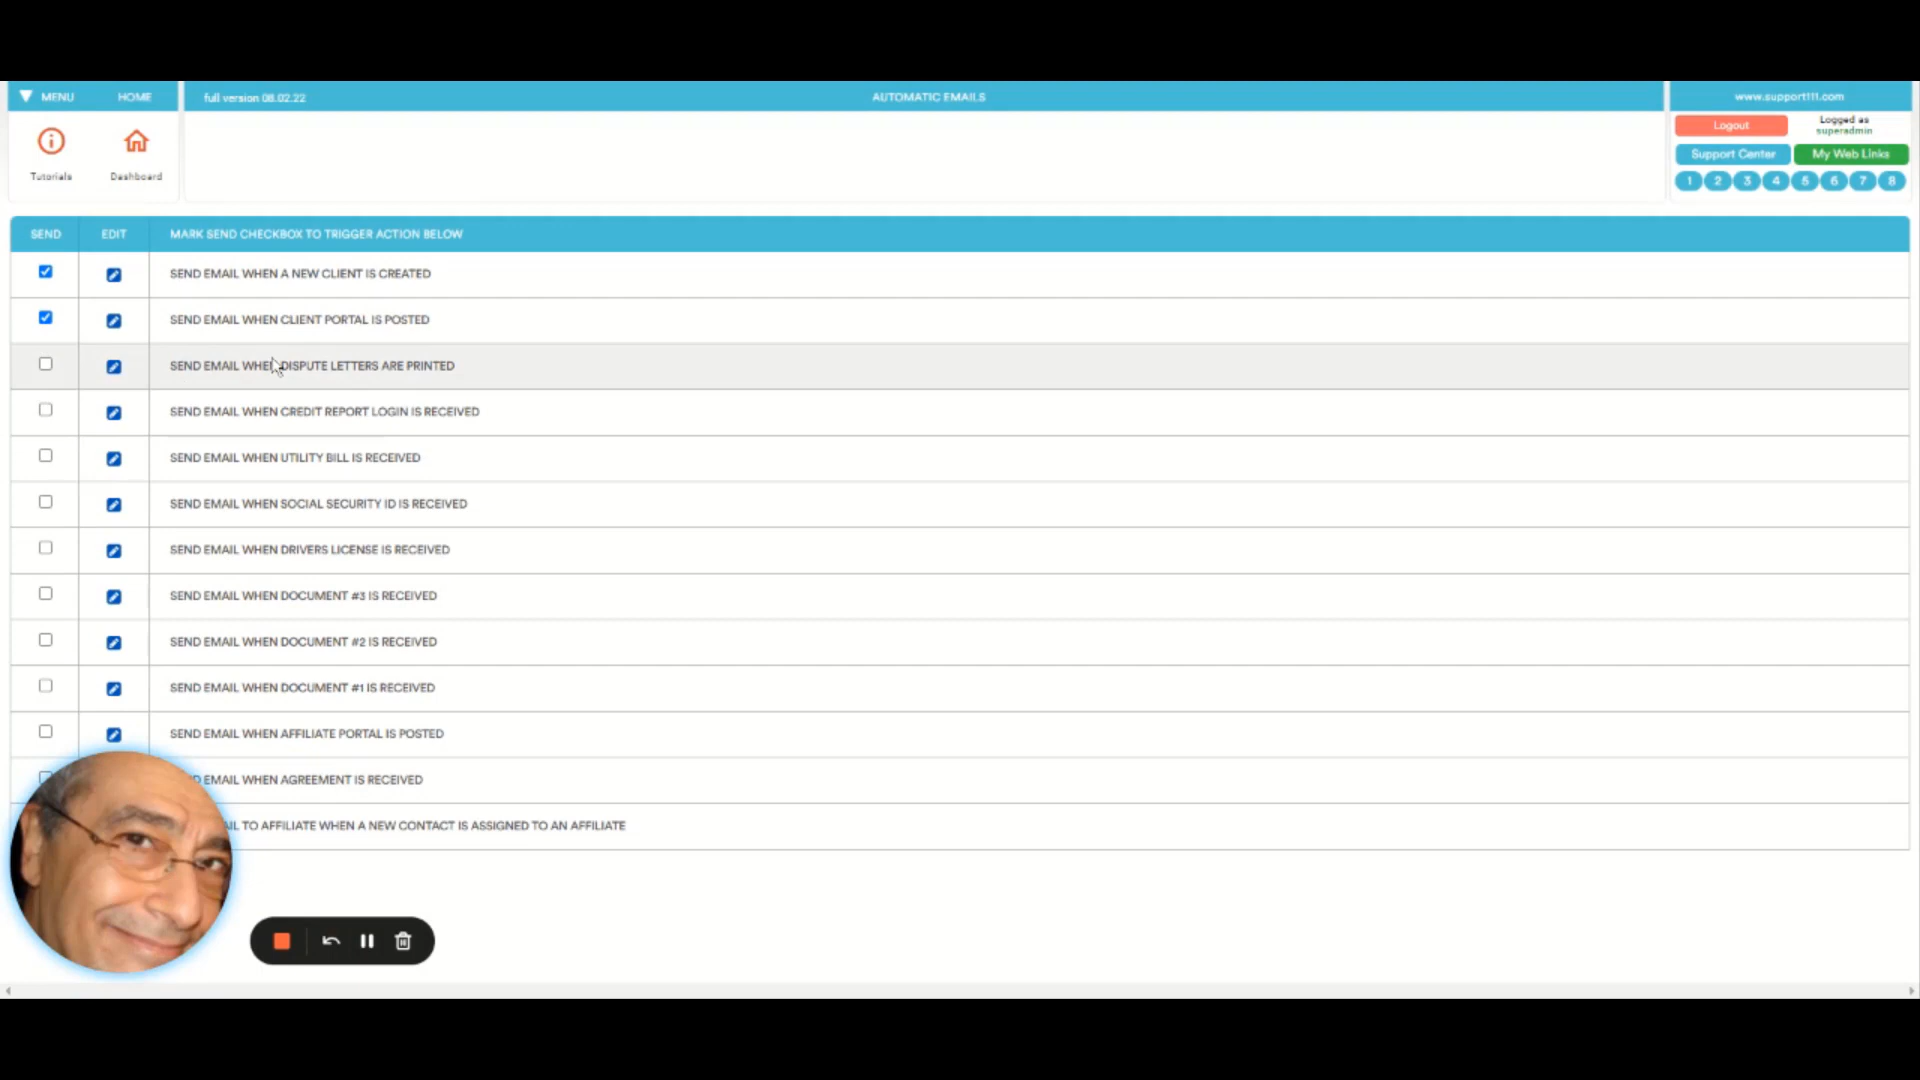 MENU HOME
full version 08.02.22
AUTOMATIC EMAILS
www.support111.com
Tutorials
Dashboard
Logout
Logged as
superadmin
Support Center
My Web Links
1 2 3 4 5 6 7 8
SEND EDIT MARK SEND CHECKBOX TO TRIGGER ACTION BELOW
SEND EMAIL WHEN A NEW CLIENT IS CREATED
SEND EMAIL WHEN CLIENT PORTAL IS POSTED
SEND EMAIL WHEN DISPUTE LETTERS ARE PRINTED
SEND EMAIL WHEN CREDIT REPORT LOGIN IS RECEIVED
SEND EMAIL WHEN UTILITY BILL IS RECEIVED
SEND EMAIL WHEN SOCIAL SECURITY ID IS RECEIVED
SEND EMAIL WHEN DRIVERS LICENSE IS RECEIVED
SEND EMAIL WHEN DOCUMENT #3 IS RECEIVED
SEND EMAIL WHEN DOCUMENT #2 IS RECEIVED
SEND EMAIL WHEN DOCUMENT #1 IS RECEIVED
SEND EMAIL WHEN AFFILIATE PORTAL IS POSTED
EMAIL WHEN AGREEMENT IS RECEIVED
TO AFFILIATE WHEN A NEW CONTACT IS ASSIGNED TO AN AFFILIATE